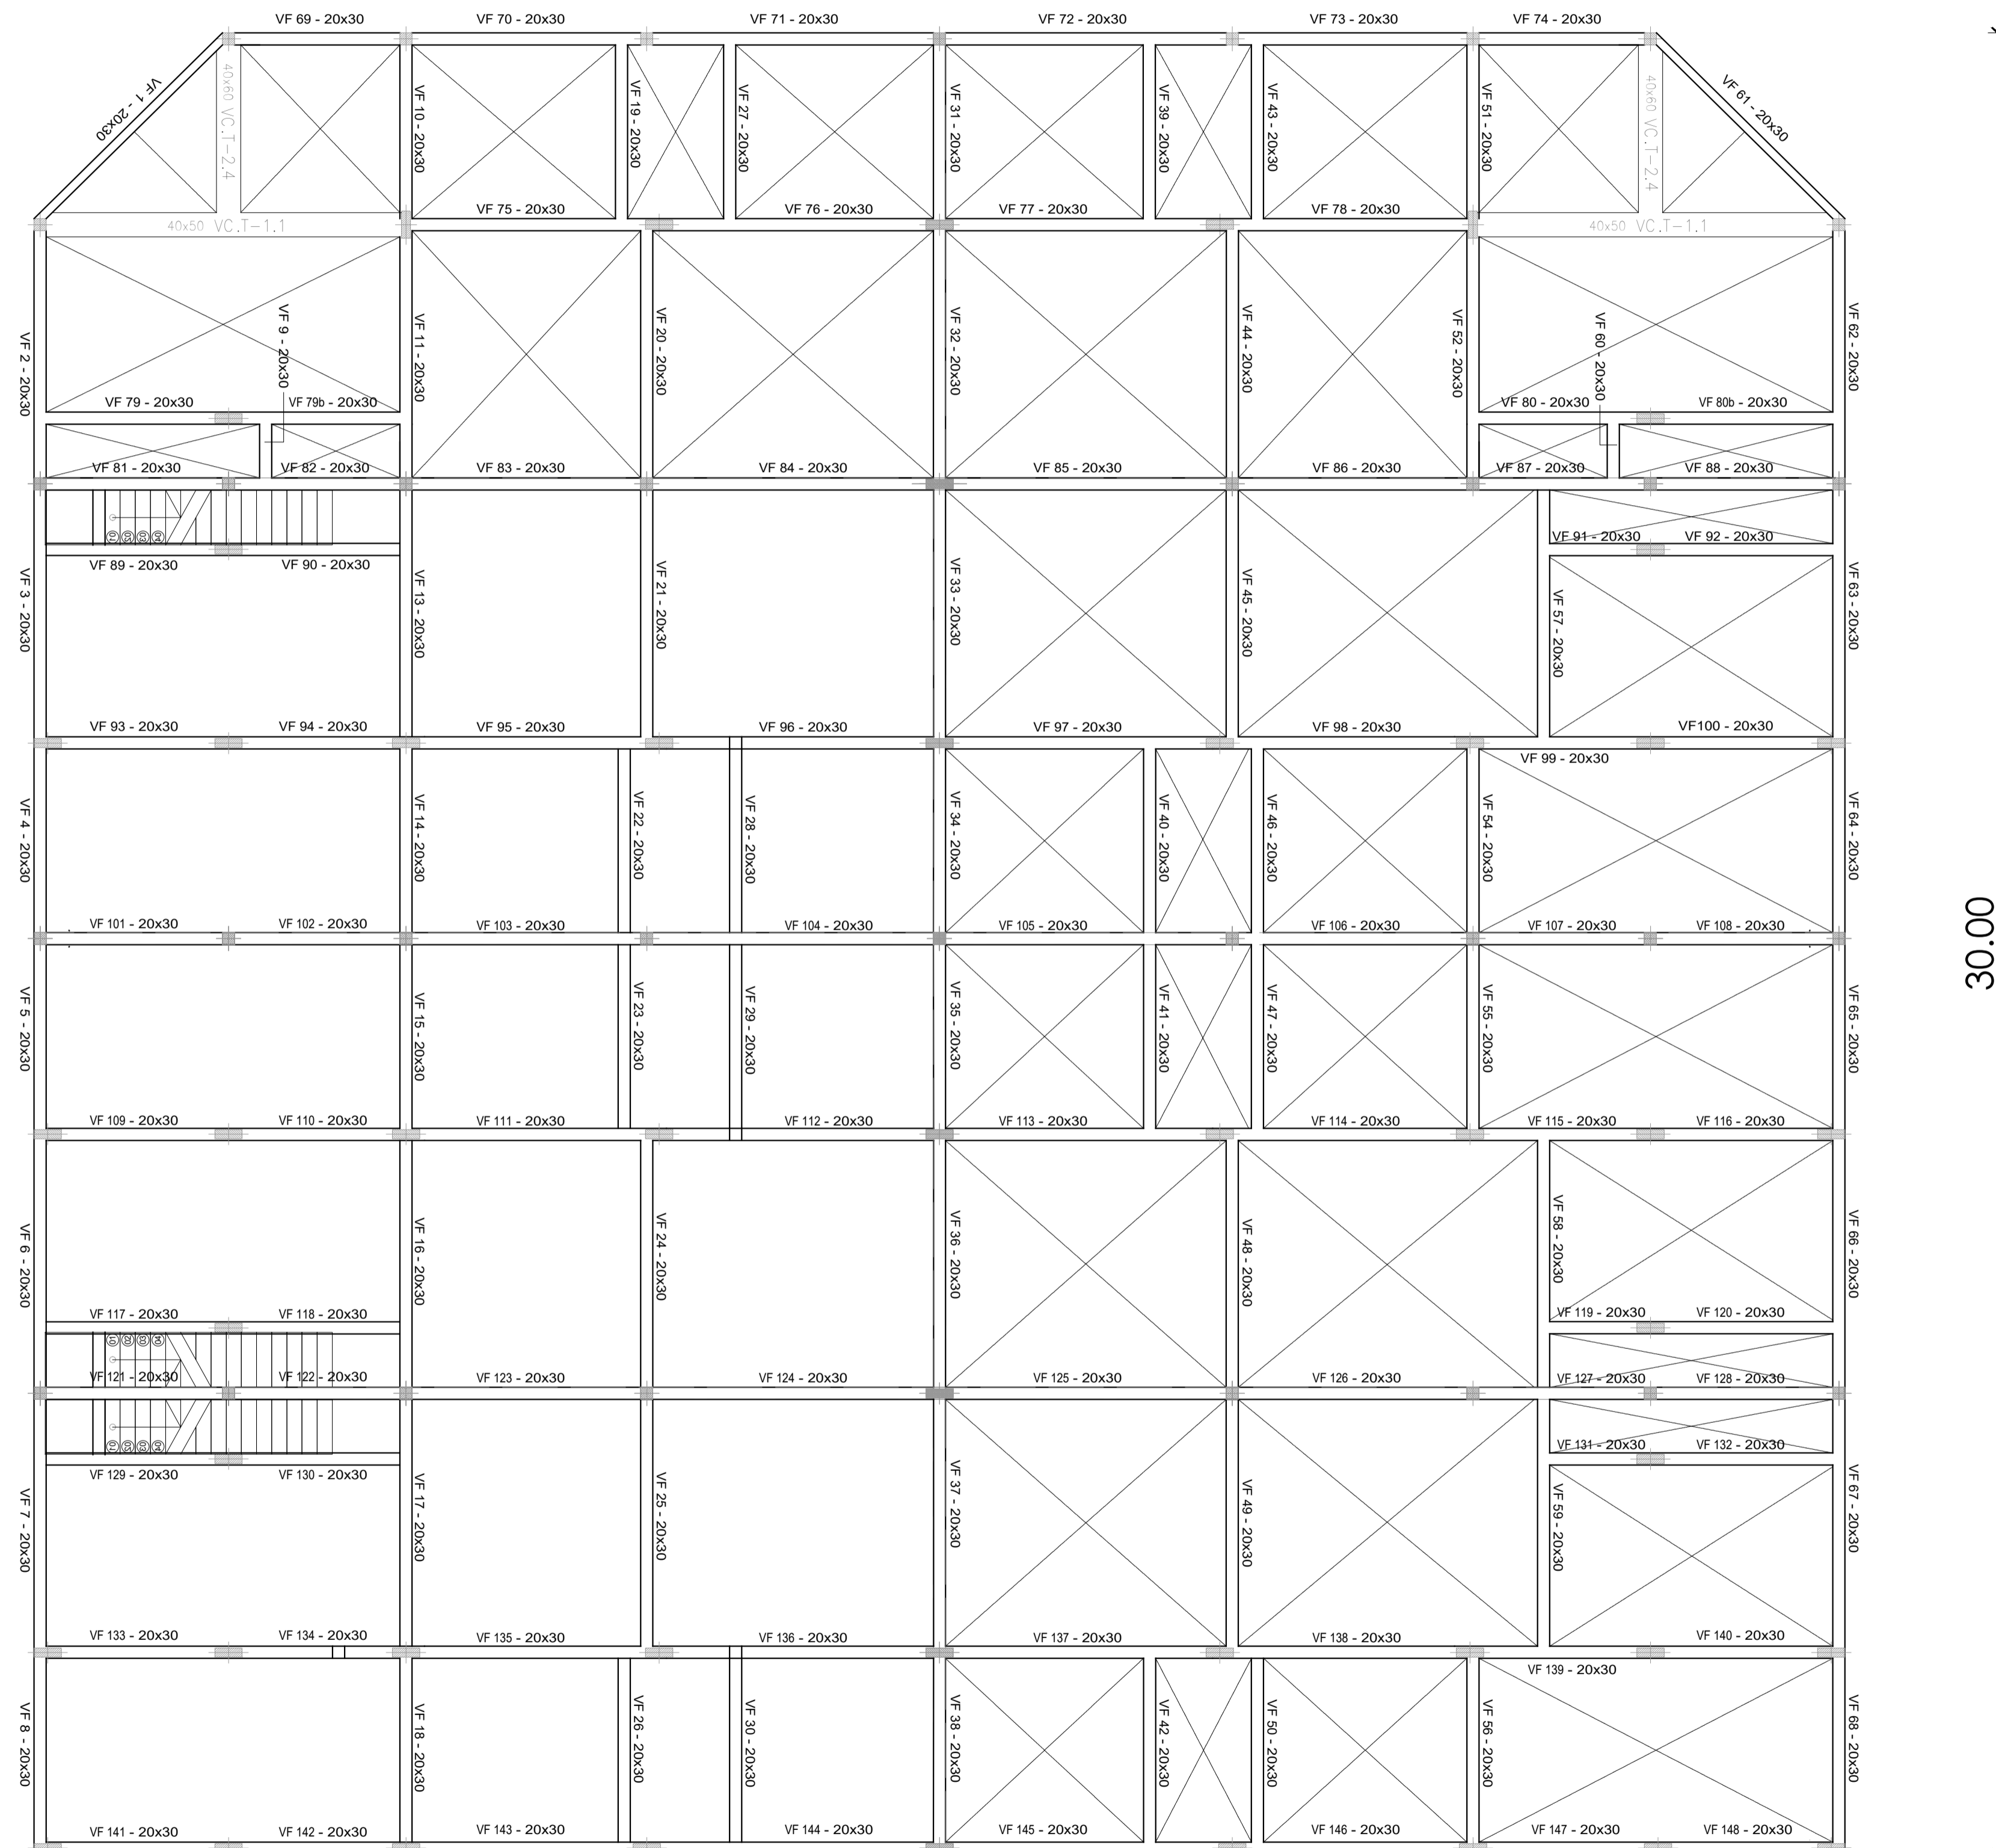 VF 69 - 20x30
VF 70 - 20x30
VF 71 - 20x30
VF 72 - 20x30
VF 73 - 20x30
VF 74 - 20x30
VF 1 - 20x30
40x60 VC.T-2.4
VF 10 - 20x30
VF 19 - 20x30
VF 27 - 20x30
VF 31 - 20x30
VF 39 - 20x30
VF 43 - 20x30
VF 51 - 20x30
40x60 VC.T-2.4
VF 61 - 20x30
VF 75 - 20x30
VF 76 - 20x30
VF 77 - 20x30
VF 78 - 20x30
40x50 VC.T-1.1
40x50 VC.T-1.1
VF 2 - 20x30
VF 9 - 20x30
VF 11 - 20x30
VF 20 - 20x30
VF 32 - 20x30
VF 44 - 20x30
VF 52 - 20x30
VF 60 - 20x30
VF 62 - 20x30
VF 79 - 20x30
VF 79b - 20x30
VF 80 - 20x30
VF 80b - 20x30
VF 81 - 20x30
VF 82 - 20x30
VF 83 - 20x30
VF 84 - 20x30
VF 85 - 20x30
VF 86 - 20x30
VF 87 - 20x30
VF 88 - 20x30
01 02 03 04
VF 91 - 20x30
VF 92 - 20x30
VF 89 - 20x30
VF 90 - 20x30
VF 3 - 20x30
VF 13 - 20x30
VF 21 - 20x30
VF 33 - 20x30
VF 45 - 20x30
VF 57 - 20x30
VF 63 - 20x30
VF 93 - 20x30
VF 94 - 20x30
VF 95 - 20x30
VF 96 - 20x30
VF 97 - 20x30
VF 98 - 20x30
VF100 - 20x30
VF 99 - 20x30
VF 4 - 20x30
VF 14 - 20x30
VF 22 - 20x30
VF 28 - 20x30
VF 34 - 20x30
VF 40 - 20x30
VF 46 - 20x30
VF 54 - 20x30
VF 64 - 20x30
VF 101 - 20x30
VF 102 - 20x30
VF 103 - 20x30
VF 104 - 20x30
VF 105 - 20x30
VF 106 - 20x30
VF 107 - 20x30
VF 108 - 20x30
30.00
VF 5 - 20x30
VF 15 - 20x30
VF 23 - 20x30
VF 29 - 20x30
VF 35 - 20x30
VF 41 - 20x30
VF 47 - 20x30
VF 55 - 20x30
VF 65 - 20x30
VF 109 - 20x30
VF 110 - 20x30
VF 111 - 20x30
VF 112 - 20x30
VF 113 - 20x30
VF 114 - 20x30
VF 115 - 20x30
VF 116 - 20x30
VF 6 - 20x30
VF 16 - 20x30
VF 24 - 20x30
VF 36 - 20x30
VF 48 - 20x30
VF 58 - 20x30
VF 66 - 20x30
VF 117 - 20x30
VF 118 - 20x30
VF 119 - 20x30
VF 120 - 20x30
01 02 03 04
VF 121 - 20x30
VF 122 - 20x30
VF 123 - 20x30
VF 124 - 20x30
VF 125 - 20x30
VF 126 - 20x30
VF 127 - 20x30
VF 128 - 20x30
01 02 03 04
VF 131 - 20x30
VF 132 - 20x30
VF 129 - 20x30
VF 130 - 20x30
VF 7 - 20x30
VF 17 - 20x30
VF 25 - 20x30
VF 37 - 20x30
VF 49 - 20x30
VF 59 - 20x30
VF 67 - 20x30
VF 133 - 20x30
VF 134 - 20x30
VF 135 - 20x30
VF 136 - 20x30
VF 137 - 20x30
VF 138 - 20x30
VF 140 - 20x30
VF 139 - 20x30
VF 8 - 20x30
VF 18 - 20x30
VF 26 - 20x30
VF 30 - 20x30
VF 38 - 20x30
VF 42 - 20x30
VF 50 - 20x30
VF 56 - 20x30
VF 68 - 20x30
VF 141 - 20x30
VF 142 - 20x30
VF 143 - 20x30
VF 144 - 20x30
VF 145 - 20x30
VF 146 - 20x30
VF 147 - 20x30
VF 148 - 20x30